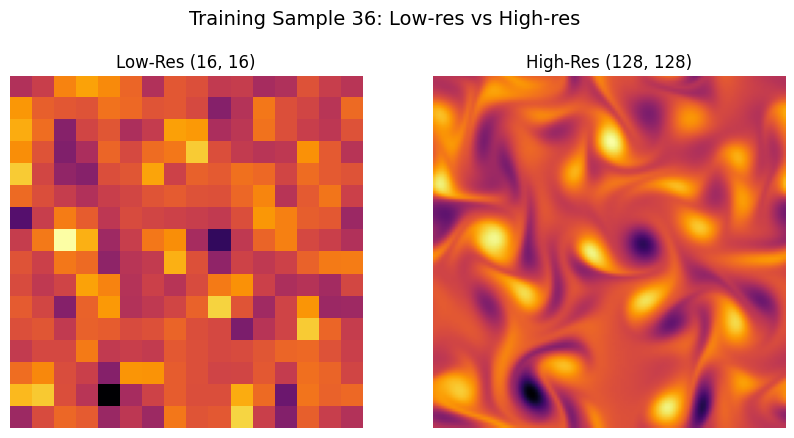 Training Sample 36: Low-res vs High-res
Low-Res (16, 16)
High-Res (128, 128)